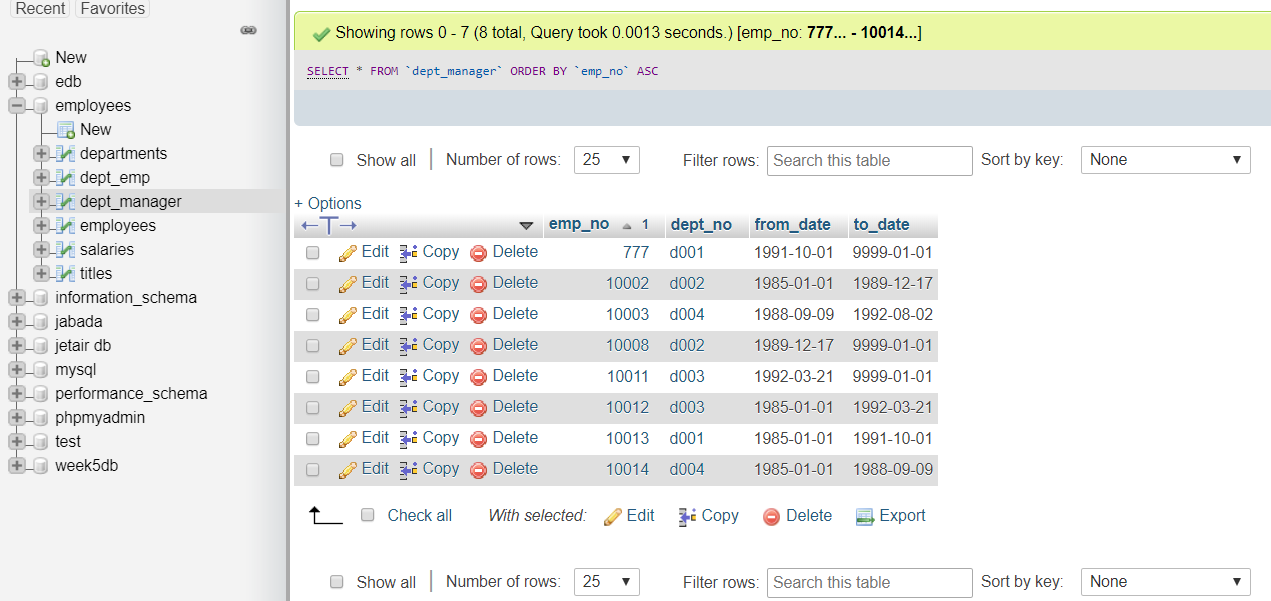 Recent Favorites
New
edb
employees
New
departments
dept_emp
dept_manager
employees
salaries
titles
information_schema
jabada
jetair db
mysql
performance_schema
phpmyadmin
test
week5db
Showing rows 0 - 7 (8 total, Query took 0.0013 seconds.) [emp_no: 777... - 10014...]
SELECT * FROM `dept_manager` ORDER BY `emp_no` ASC
Show all | Number of rows: 25 Filter rows: Search this table Sort by key: None
+ Options
emp_no 1 dept_no from_date to_date
Edit Copy Delete 777 d001 1991-10-01 9999-01-01
Edit Copy Delete 10002 d002 1985-01-01 1989-12-17
Edit Copy Delete 10003 d004 1988-09-09 1992-08-02
Edit Copy Delete 10008 d002 1989-12-17 9999-01-01
Edit Copy Delete 10011 d003 1992-03-21 9999-01-01
Edit Copy Delete 10012 d003 1985-01-01 1992-03-21
Edit Copy Delete 10013 d001 1985-01-01 1991-10-01
Edit Copy Delete 10014 d004 1985-01-01 1988-09-09
Check all With selected: Edit Copy Delete Export
Show all | Number of rows: 25 Filter rows: Search this table Sort by key: None